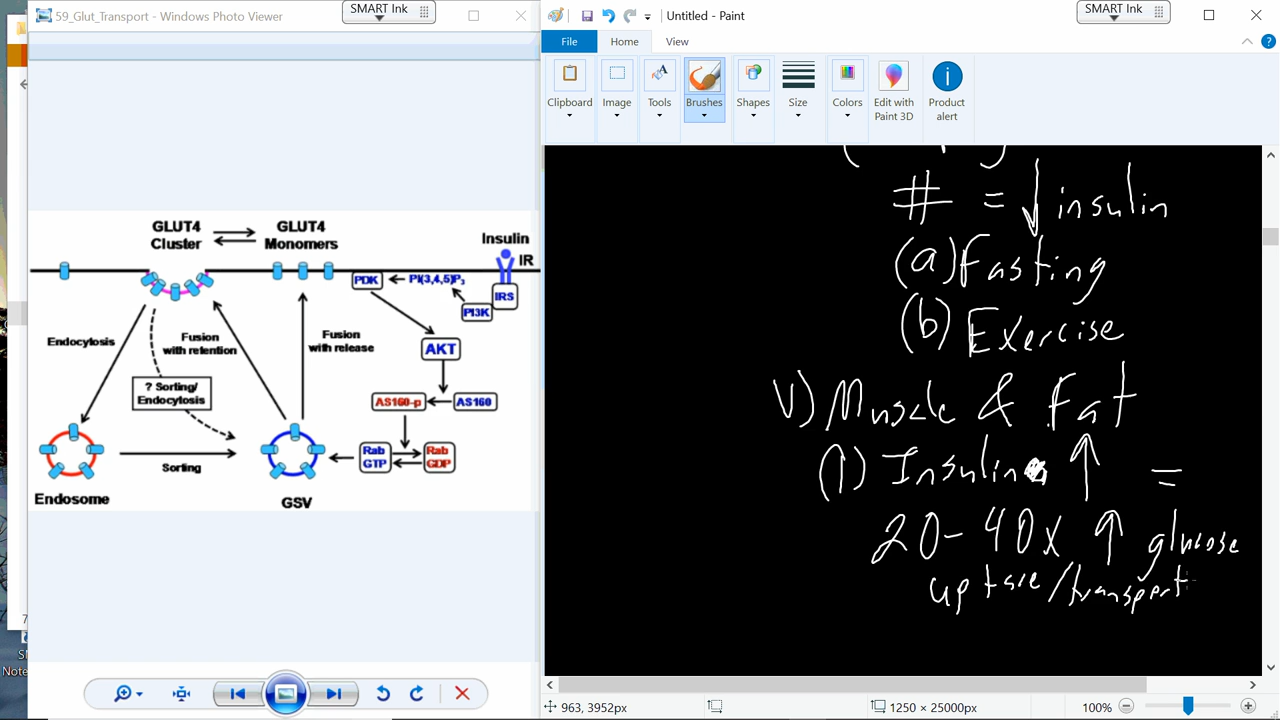 59_Glut_Transport - Windows Photo Viewer
SMART Ink
GLUT4
Cluster
GLUT4
Monomers
Insulin
IR
PDK
PI(3,4,5)P3
IRS
PI3K
Endocytosis
Fusion
with retention
Fusion
with release
AKT
? Sorting/
Endocytosis
AS160-p
AS160
Rab
GTP
Rab
GDP
Sorting
Endosome
GSV
Untitled - Paint
SMART Ink
File
Home
View
Clipboard
Image
Tools
Brushes
Shapes
Size
Colors
Edit with
Paint 3D
Product
alert
# = ↓ insulin
(a) Fasting
(b) Exercise
V) Muscle & Fat
(1) Insulin ↑ =
20-40x ↑ glucose
uptake/transport
963, 3952px
1250 × 25000px
100%
Note